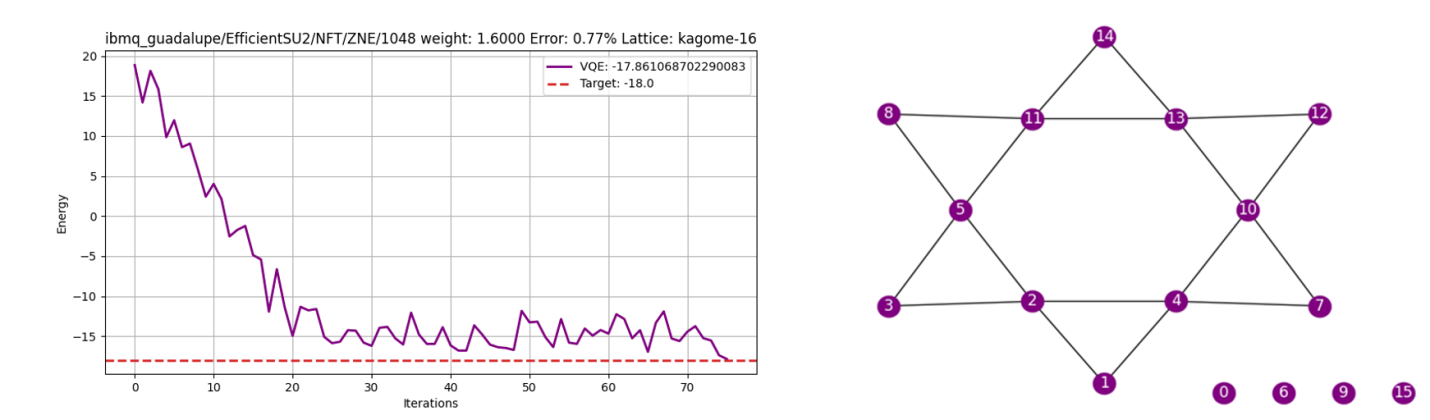 ibmq_guadalupe/EfficientSU2/NFT/ZNE/1048 weight: 1.6000 Error: 0.77% Lattice: kagome-16
VQE: -17.861068702290083
Target: -18.0
20
15
10
5
0
−5
−10
−15
Energy
0 10 20 30 40 50 60 70
Iterations
14
8 11 13 12
5 10
3 2 4 7
1
0 6 9 15